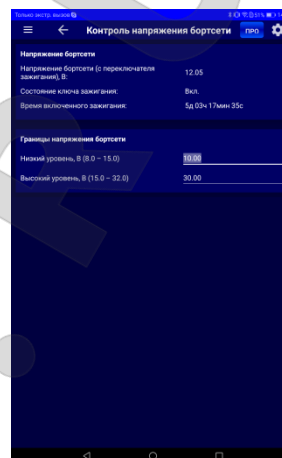 Только экстр. вызов
51%
Контроль напряжения бортсети
ПРО
Напряжение бортсети
Напряжение бортсети (с переключателя зажигания), В:
12.05
Состояние ключа зажигания:
Вкл.
Время включенного зажигания:
5д 03ч 17мин 35с
Границы напряжения бортсети
Низкий уровень, В (8.0 – 15.0)
10.00
Высокий уровень, В (15.0 – 32.0)
30.00